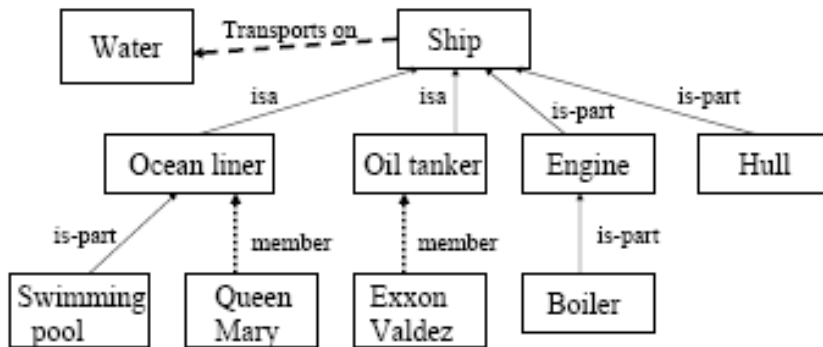 Water
Transports on
Ship
isa
isa
is-part
is-part
Ocean liner
Oil tanker
Engine
Hull
is-part
member
member
is-part
Swimming
pool
Queen
Mary
Exxon
Valdez
Boiler